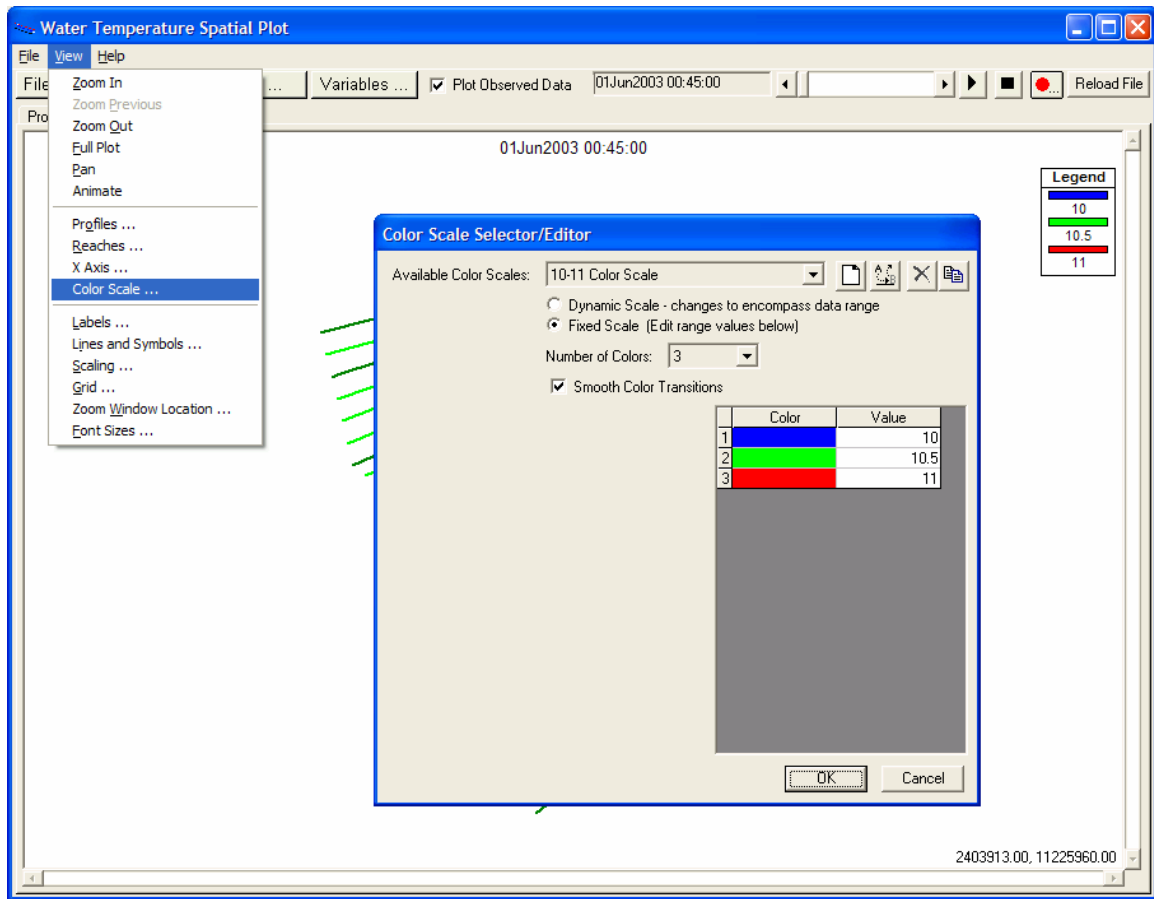 Water Temperature Spatial Plot
File View Help
File ... Variables ... Plot Observed Data 01Jun2003 00:45:00 ... Reload File
Pro
Zoom In
Zoom Previous
Zoom Out
Full Plot
Pan
Animate
Profiles ...
Reaches ...
X Axis ...
Color Scale ...
Labels ...
Lines and Symbols ...
Scaling ...
Grid ...
Zoom Window Location ...
Font Sizes ...
01Jun2003 00:45:00
Legend
10
10.5
11
Color Scale Selector/Editor
Available Color Scales: 10-11 Color Scale
Dynamic Scale - changes to encompass data range
Fixed Scale (Edit range values below)
Number of Colors: 3
Smooth Color Transitions
Color Value
1 10
2 10.5
3 11
OK Cancel
2403913.00, 11225960.00